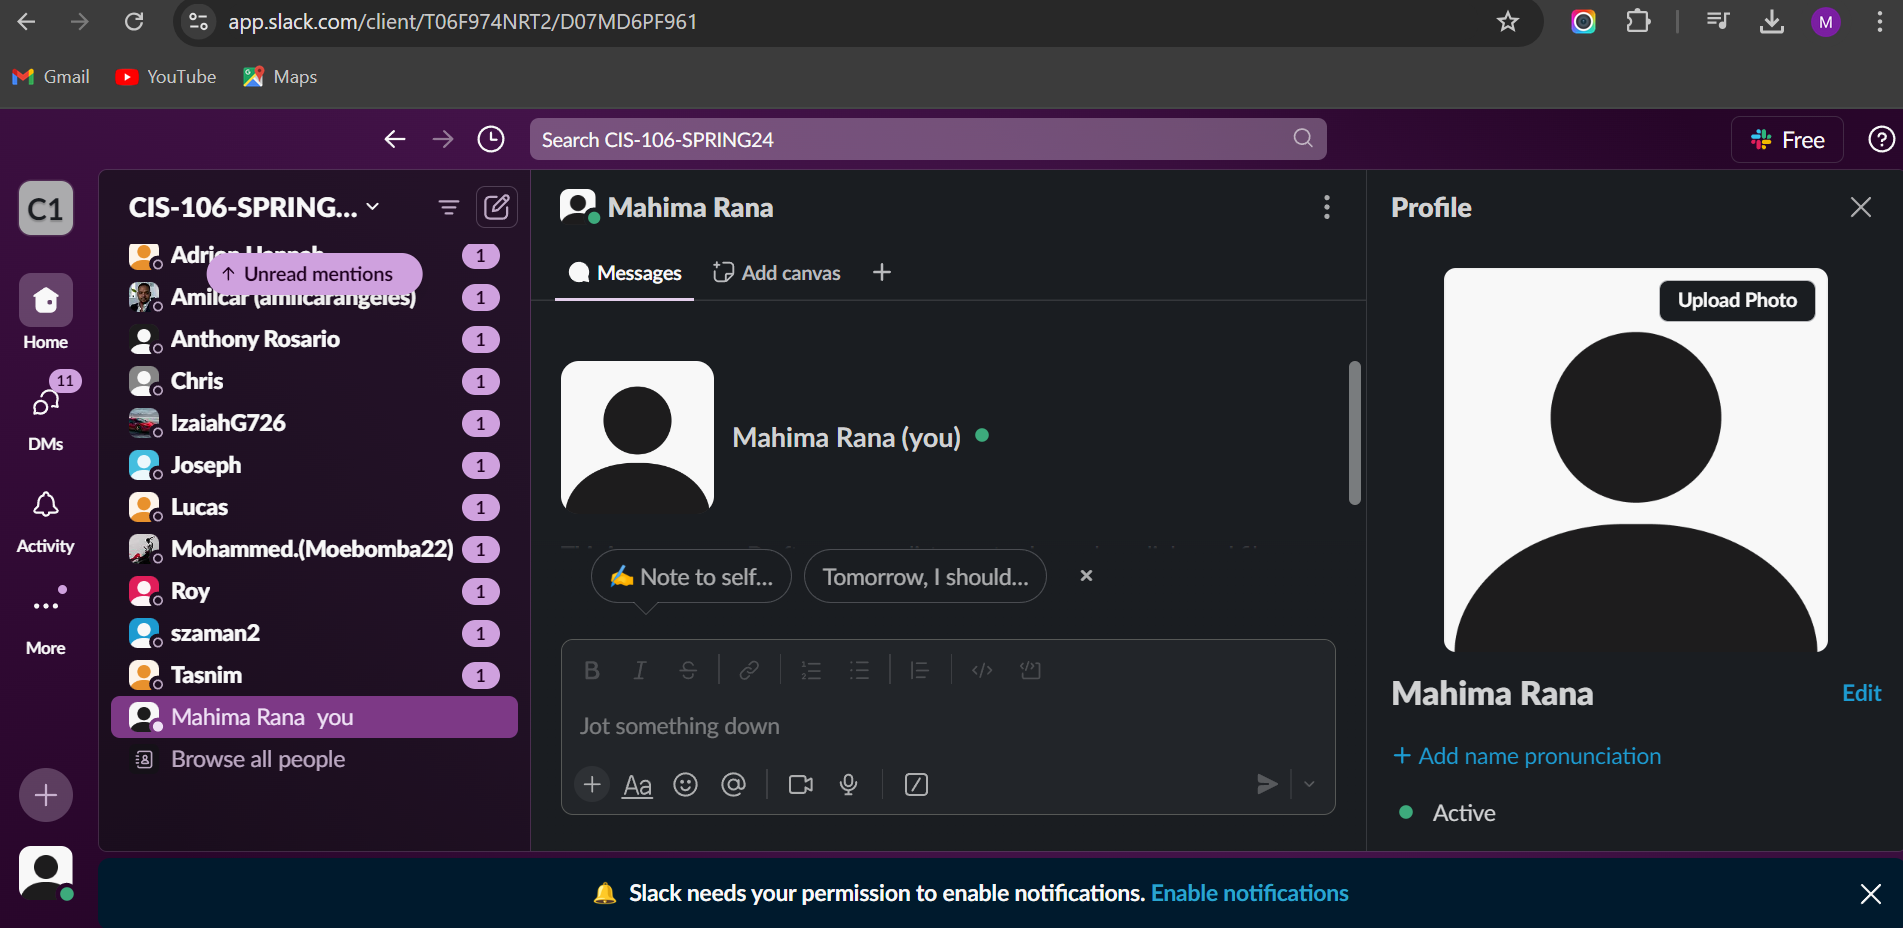 app.slack.com/client/T06F974NRT2/D07MD6PF961
M
Gmail
YouTube
Maps
Search CIS-106-SPRING24
Free
C1
Home
11
DMs
Activity
More
CIS-106-SPRING...
↑ Unread mentions
1
Amilcar (amilcarangeles) 1
Anthony Rosario 1
Chris 1
IzaiahG726 1
Joseph 1
Lucas 1
Mohammed.(Moebomba22) 1
Roy 1
szaman2 1
Tasnim 1
Mahima Rana you
Browse all people
Mahima Rana
Messages
Add canvas
Mahima Rana (you)
✍️ Note to self...
Tomorrow, I should...
Jot something down
Aa
Profile
Upload Photo
Mahima Rana
Edit
+ Add name pronunciation
Active
Slack needs your permission to enable notifications. Enable notifications